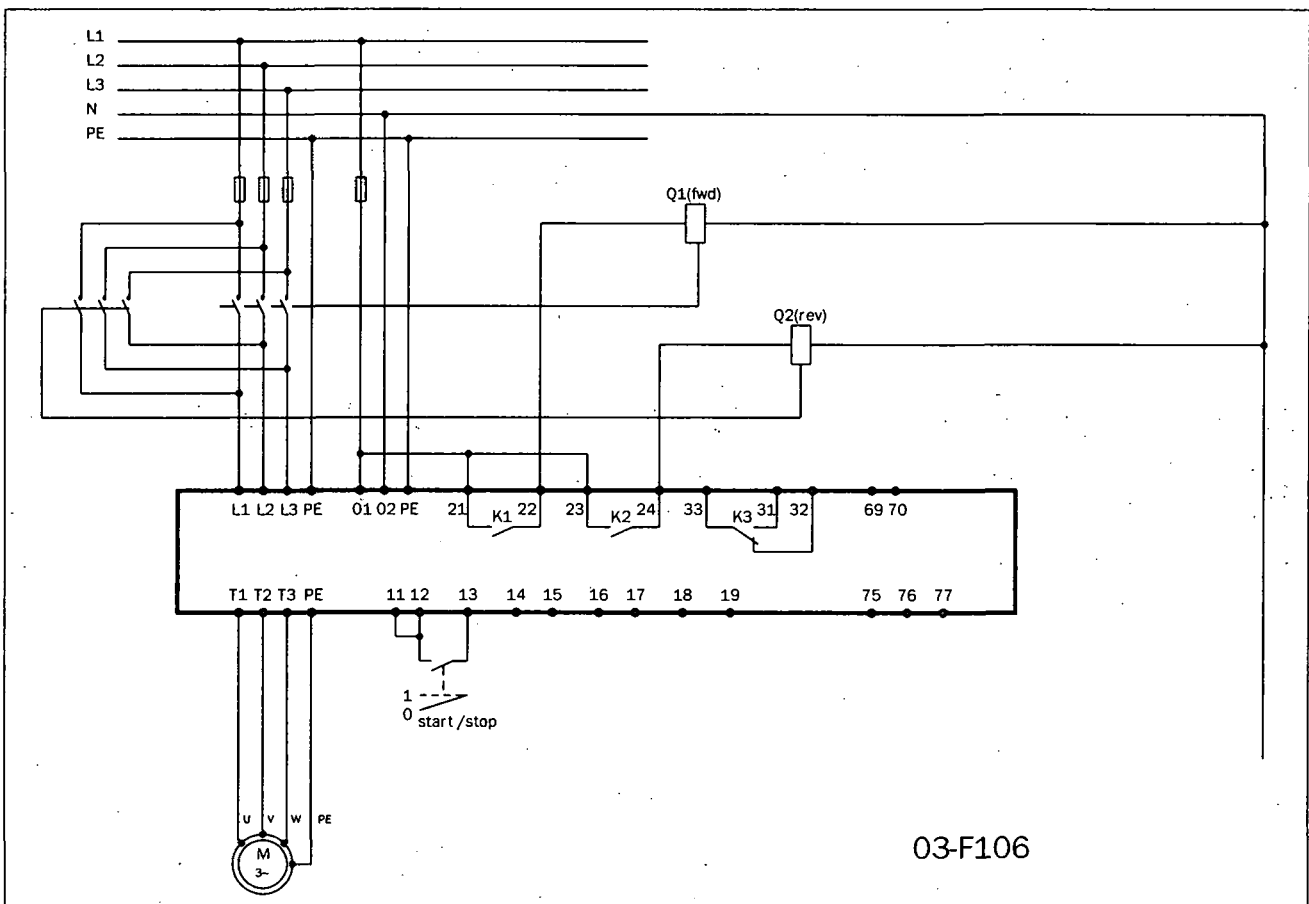 L1
L2
L3
N
PE
Q1(fwd)
Q2(rev)
L1 L2 L3 PE 01 02 PE 21 K1 22 23 K2 24 33 K3 31 32 69 70
T1 T2 T3 PE 11 12 13 14 15 16 17 18 19 75 76 77
1
0 start/stop
U V W PE
M
3~
03-F106